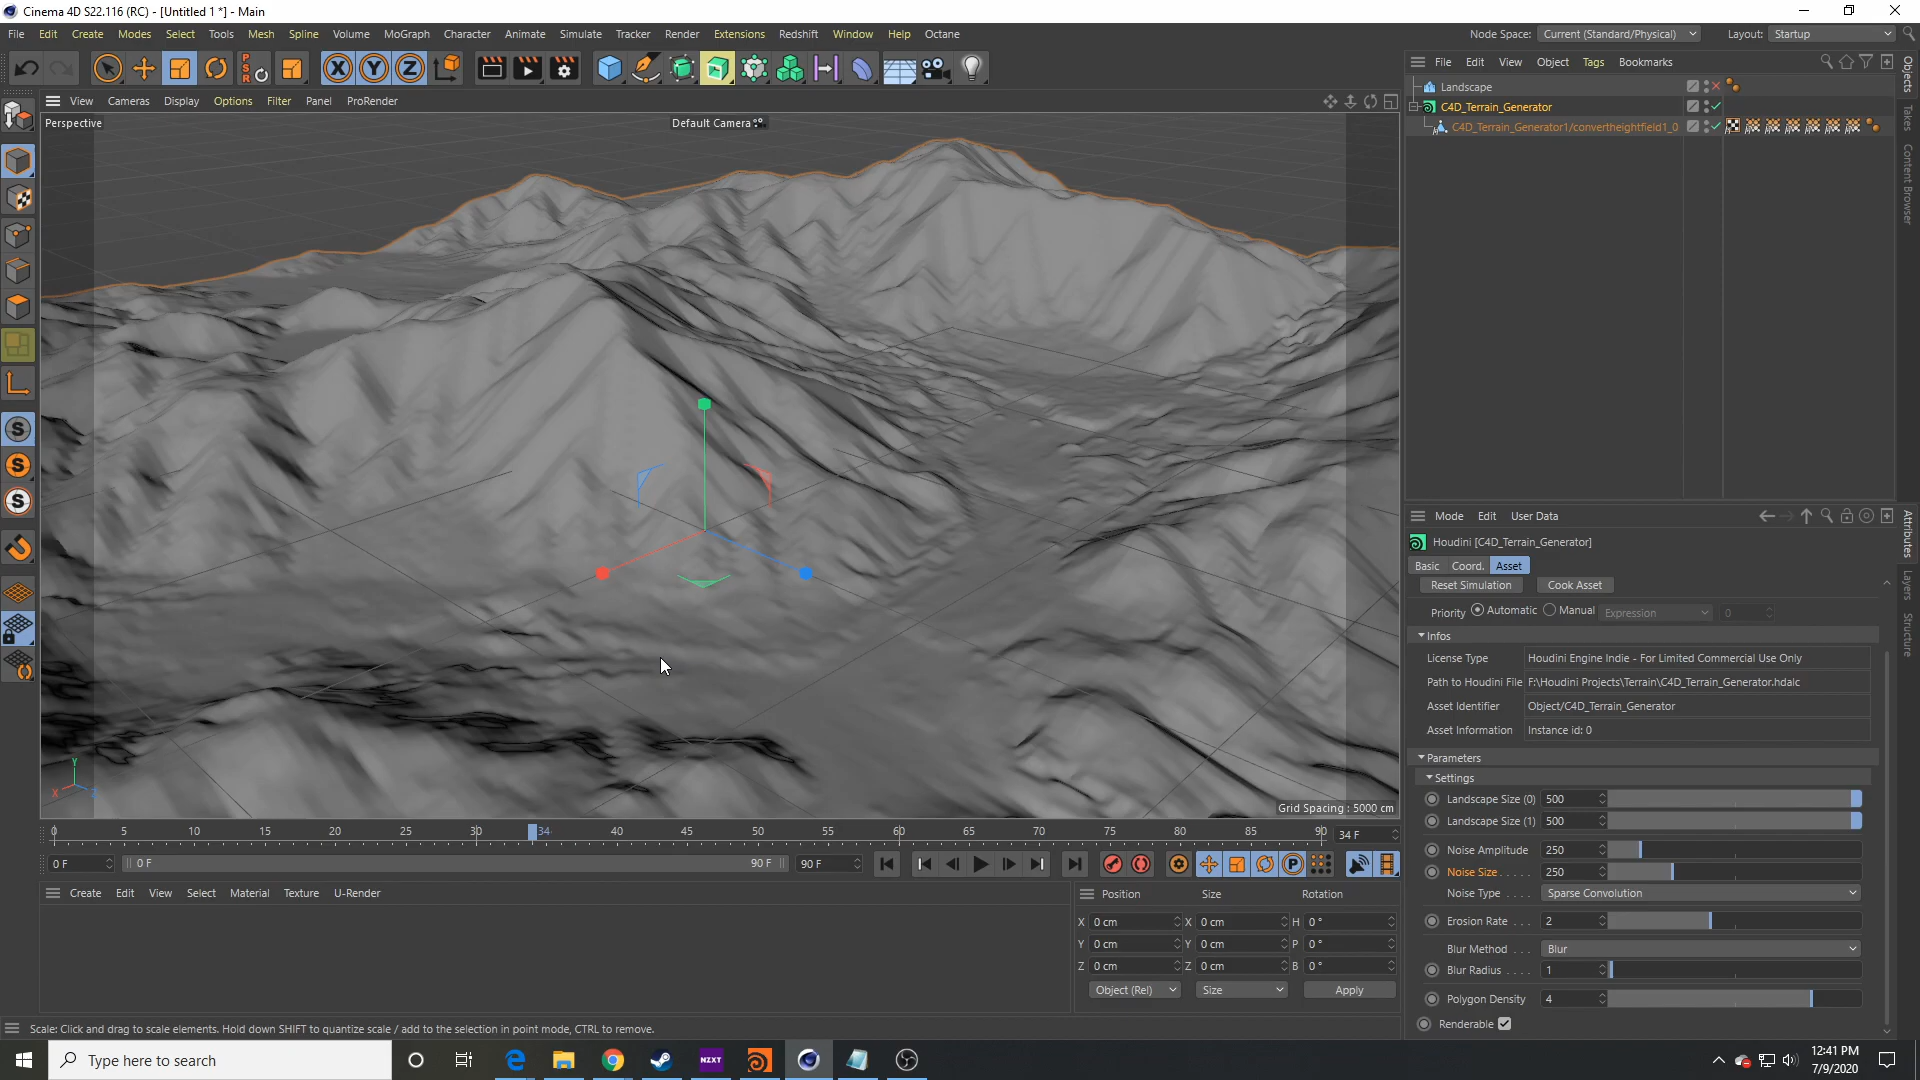 Cinema 4D S22.116 (RC) - [Untitled 1 *] - Main
File Edit Create Modes Select Tools Mesh Spline Volume MoGraph Character Animate Simulate Tracker Render Extensions Redshift Window Help Octane
Node Space: Current (Standard/Physical) Layout: Startup
PSR X Y Z
View Cameras Display Options Filter Panel ProRender
Perspective
Default Camera
File Edit View Object Tags Bookmarks
Landscape
C4D_Terrain_Generator
C4D_Terrain_Generator1/convertheightfield1_0
Objects
Takes
Content Browser
S
S
S
Y
X
Z
Grid Spacing : 5000 cm
Mode Edit User Data
Houdini [C4D_Terrain_Generator]
Basic Coord. Asset
Reset Simulation Cook Asset
Priority Automatic Manual Expression 0
Infos
License Type Houdini Engine Indie - For Limited Commercial Use Only
Path to Houdini File F:\Houdini Projects\Terrain\C4D_Terrain_Generator.hdalc
Asset Identifier Object/C4D_Terrain_Generator
Asset Information Instance id: 0
Parameters
Settings
Landscape Size (0) 500
Landscape Size (1) 500
Noise Amplitude 250
Noise Size . . . . . 250
Noise Type . . . . Sparse Convolution
Erosion Rate . . . 2
Blur Method . . . . Blur
Blur Radius . . . . 1
Polygon Density 4
Renderable
Attributes
Layers
Structure
0 5 10 15 20 25 30 34 40 45 50 55 60 65 70 75 80 85 90 34 F
0 F 0 F 90 F 90 F P
Create Edit View Select Material Texture U-Render
Position Size Rotation
X 0 cm X 0 cm H 0 °
Y 0 cm Y 0 cm P 0 °
Z 0 cm Z 0 cm B 0 °
Object (Rel) Size Apply
Scale: Click and drag to scale elements. Hold down SHIFT to quantize scale / add to the selection in point mode, CTRL to remove.
Type here to search
NZXT
12:41 PM
7/9/2020